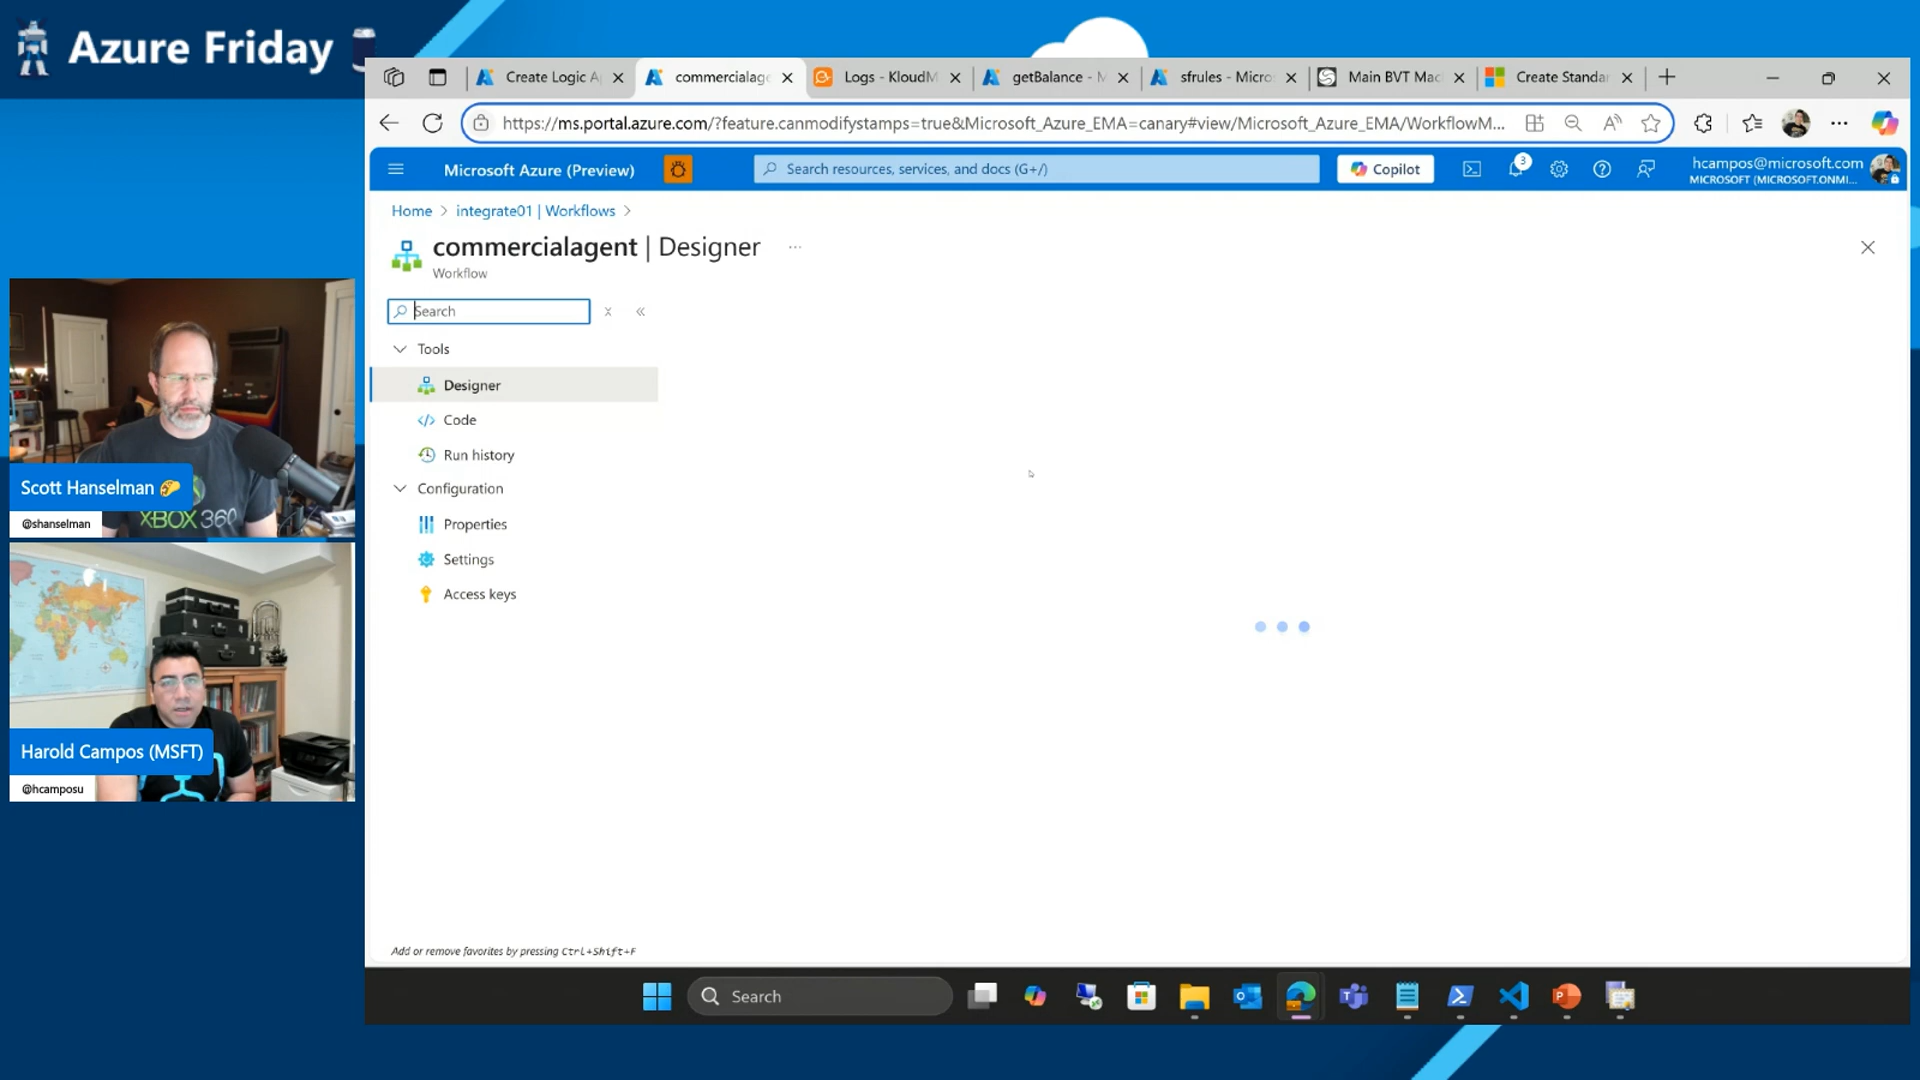 Azure Friday
Create Logic A
commercialage
Logs - KloudM
getBalance - M
sfrules - Micro
Main BVT Mac
Create Standar
https://ms.portal.azure.com/?feature.canmodifystamps=true&Microsoft_Azure_EMA=canary#view/Microsoft_Azure_EMA/WorkflowM...
Microsoft Azure (Preview)
Search resources, services, and docs (G+/)
Copilot
3
hcampos@microsoft.com
MICROSOFT (MICROSOFT.ONMI...
Home > integrate01 | Workflows >
commercialagent | Designer ...
Workflow
Search
Tools
Designer
Code
Run history
Configuration
Properties
Settings
Access keys
Add or remove favorites by pressing Ctrl+Shift+F
Scott Hanselman
@shanselman
XBOX 360
Harold Campos (MSFT)
@hcamposu
Search